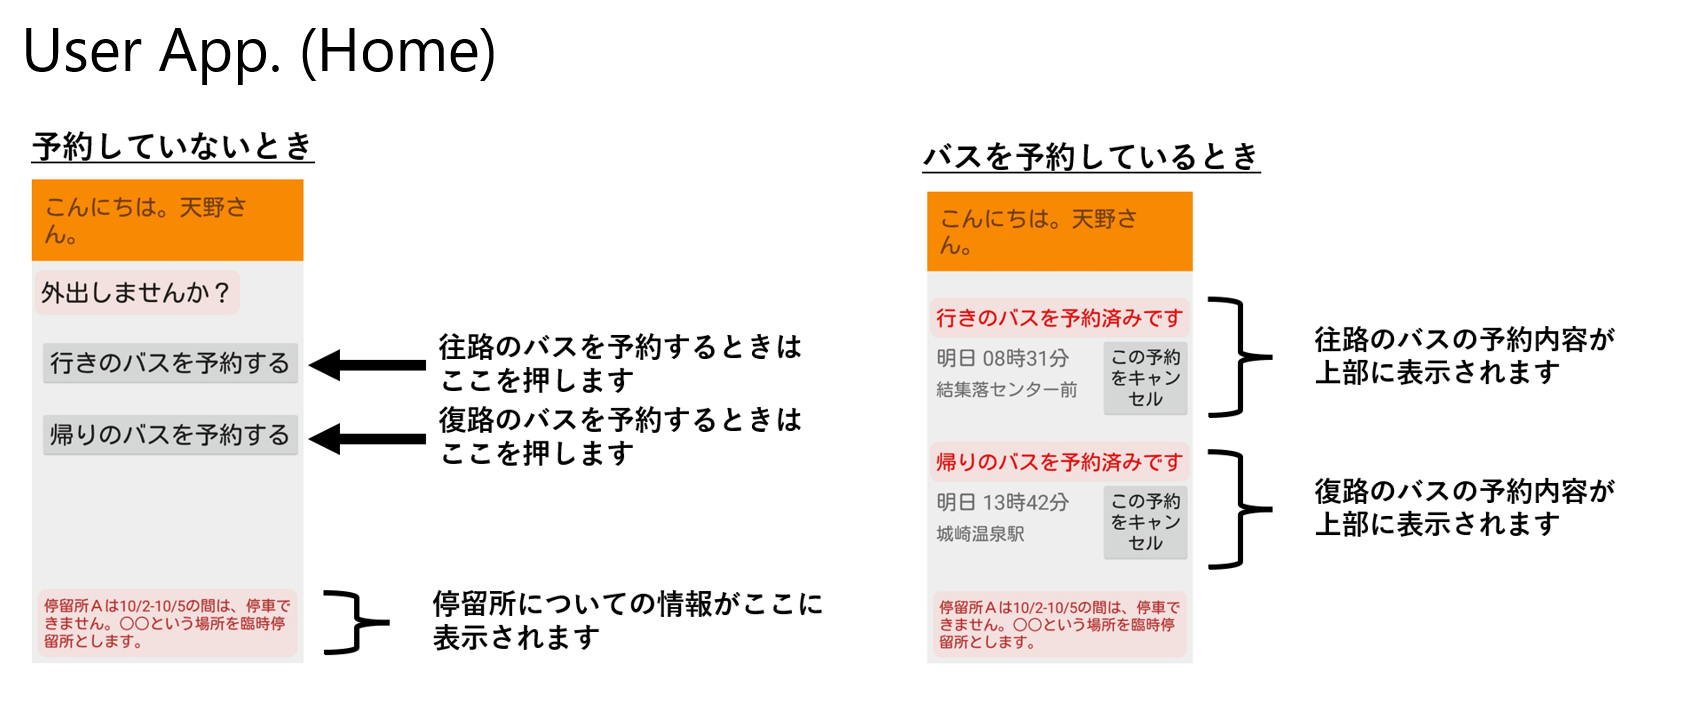 User App. (Home)
予約していないとき
こんにちは。天野さ
ん。
外出しませんか？
行きのバスを予約する
往路のバスを予約するときは
ここを押します
帰りのバスを予約する
復路のバスを予約するときは
ここを押します
停留所Ａは10/2-10/5の間は、停車で
きません。〇〇という場所を臨時停
留所とします。
停留所についての情報がここに
表示されます
バスを予約しているとき
こんにちは。天野さ
ん。
行きのバスを予約済みです
明日 08時31分
結集落センター前
この予約
をキャン
セル
往路のバスの予約内容が
上部に表示されます
帰りのバスを予約済みです
明日 13時42分
城崎温泉駅
この予約
をキャン
セル
復路のバスの予約内容が
上部に表示されます
停留所Ａは10/2-10/5の間は、停車で
きません。〇〇という場所を臨時停
留所とします。